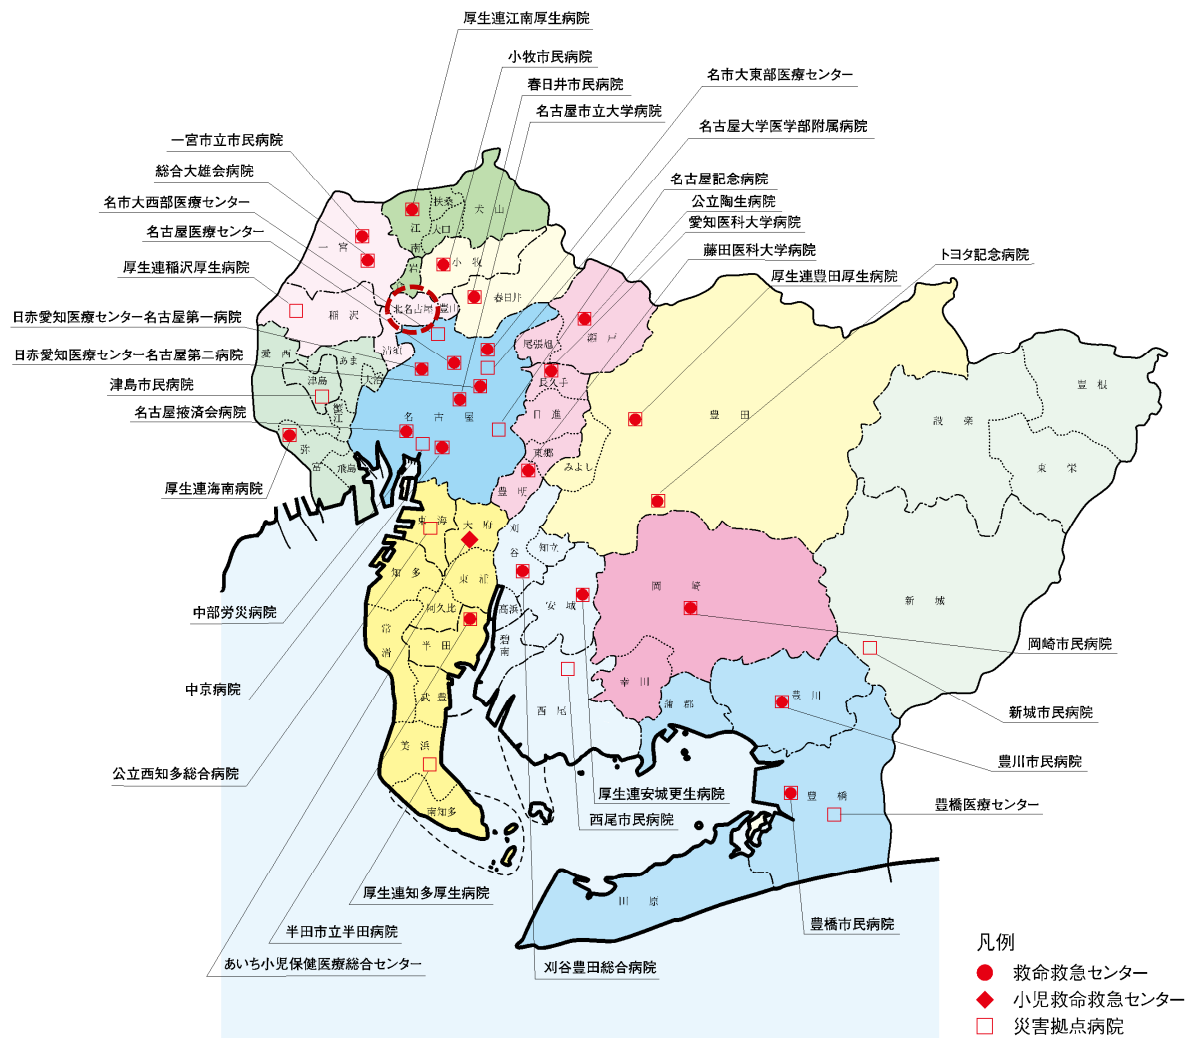 厚生連江南厚生病院
小牧市民病院
春日井市民病院
名古屋市立大学病院
名市大東部医療センター
名古屋大学医学部附属病院
一宮市立市民病院
総合大雄会病院
名市大西部医療センター
名古屋医療センター
厚生連稲沢厚生病院
名古屋記念病院
公立陶生病院
愛知医科大学病院
藤田医科大学病院
トヨタ記念病院
厚生連豊田厚生病院
日赤愛知医療センター名古屋第一病院
日赤愛知医療センター名古屋第二病院
津島市民病院
名古屋掖済会病院
厚生連海南病院
扶桑
犬山
江南
大口
岩
一宮
小牧
北名古屋
豊山
春日井
稲沢
清須
尾張旭
瀬戸
愛西
あま
津島
大治
蟹江
長久手
名古屋
日進
豊田
設楽
豊根
東栄
弥富
飛島
東郷
みよし
豊明
東海
大府
刈谷
知立
知多
東浦
阿久比
高浜
安城
岡崎
新城
常滑
半田
碧南
武豊
西尾
幸田
蒲郡
豊川
美浜
南知多
豊橋
田原
中部労災病院
中京病院
公立西知多総合病院
岡崎市民病院
新城市民病院
豊川市民病院
厚生連安城更生病院
西尾市民病院
豊橋医療センター
厚生連知多厚生病院
半田市立半田病院
あいち小児保健医療総合センター
刈谷豊田総合病院
豊橋市民病院
凡例
救命救急センター
小児救命救急センター
災害拠点病院